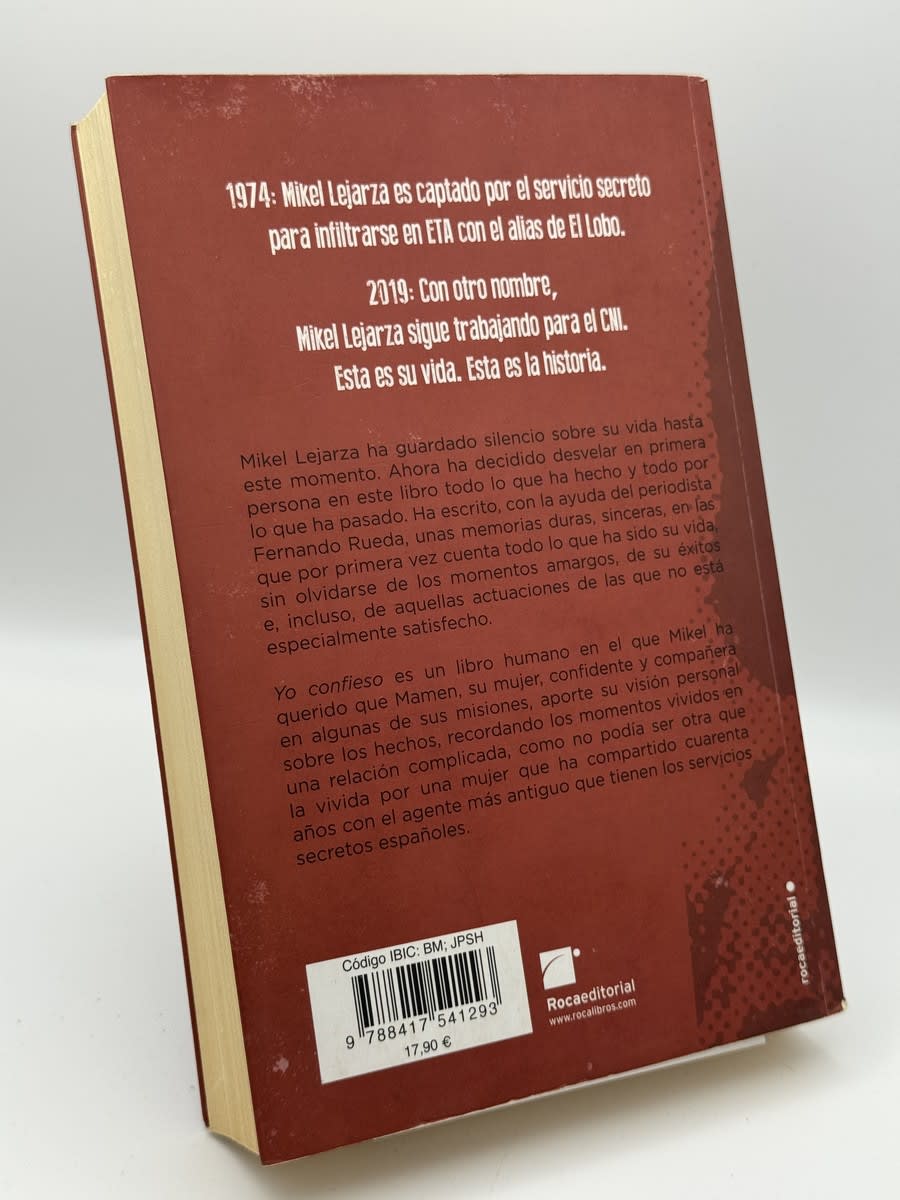 1974: Mikel Lejarza es captado por el servicio secreto
para infiltrarse en ETA con el alias de El Lobo.
2019: Con otro nombre,
Mikel Lejarza sigue trabajando para el CNI.
Esta es su vida. Esta es la historia.
Mikel Lejarza ha guardado silencio sobre su vida hasta
este momento. Ahora ha decidido desvelar en primera
persona en este libro todo lo que ha hecho y todo por
lo que ha pasado. Ha escrito, con la ayuda del periodista
Fernando Rueda, unas memorias duras, sinceras, en las
que por primera vez cuenta todo lo que ha sido su vida,
sin olvidarse de los momentos amargos, de su éxitos
e, incluso, de aquellas actuaciones de las que no está
especialmente satisfecho.
Yo confieso es un libro humano en el que Mikel ha
querido que Mamen, su mujer, confidente y compañera
en algunas de sus misiones, aporte su visión personal
sobre los hechos, recordando los momentos vividos en
una relación complicada, como no podía ser otra que
la vivida por una mujer que ha compartido cuarenta
años con el agente más antiguo que tienen los servicios
secretos españoles.
Código IBIC: BM; JPSH
9 788417 541293
17,90 €
Rocaeditorial
www.rocalibros.com
rocaeditorial